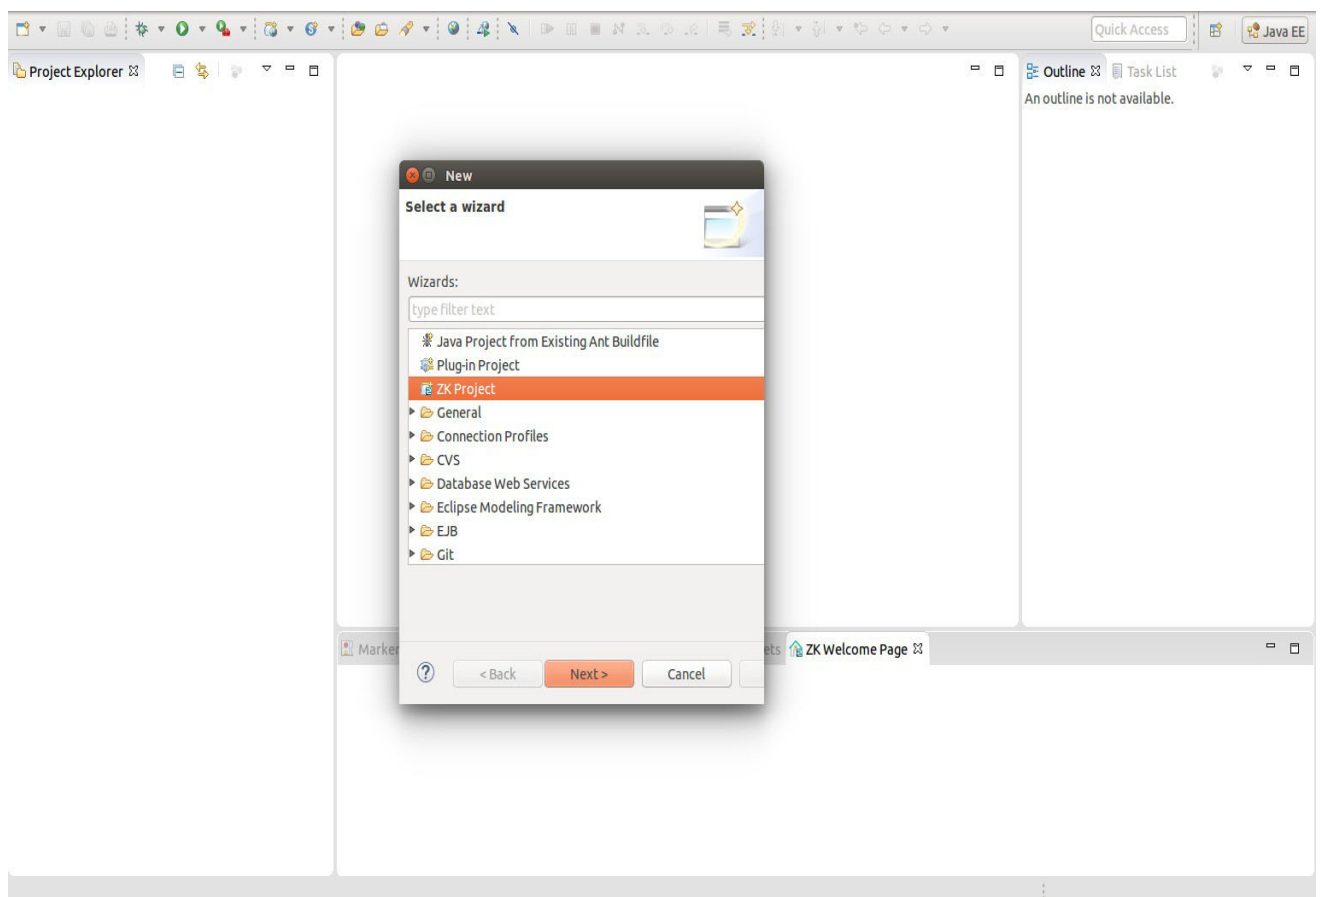 Quick Access
Java EE
Project Explorer
Outline
Task List
An outline is not available.
New
Select a wizard
Wizards:
type filter text
Java Project from Existing Ant Buildfile
Plug-in Project
ZK Project
General
Connection Profiles
CVS
Database Web Services
Eclipse Modeling Framework
EJB
Git
Marker
ets
ZK Welcome Page
? < Back Next > Cancel